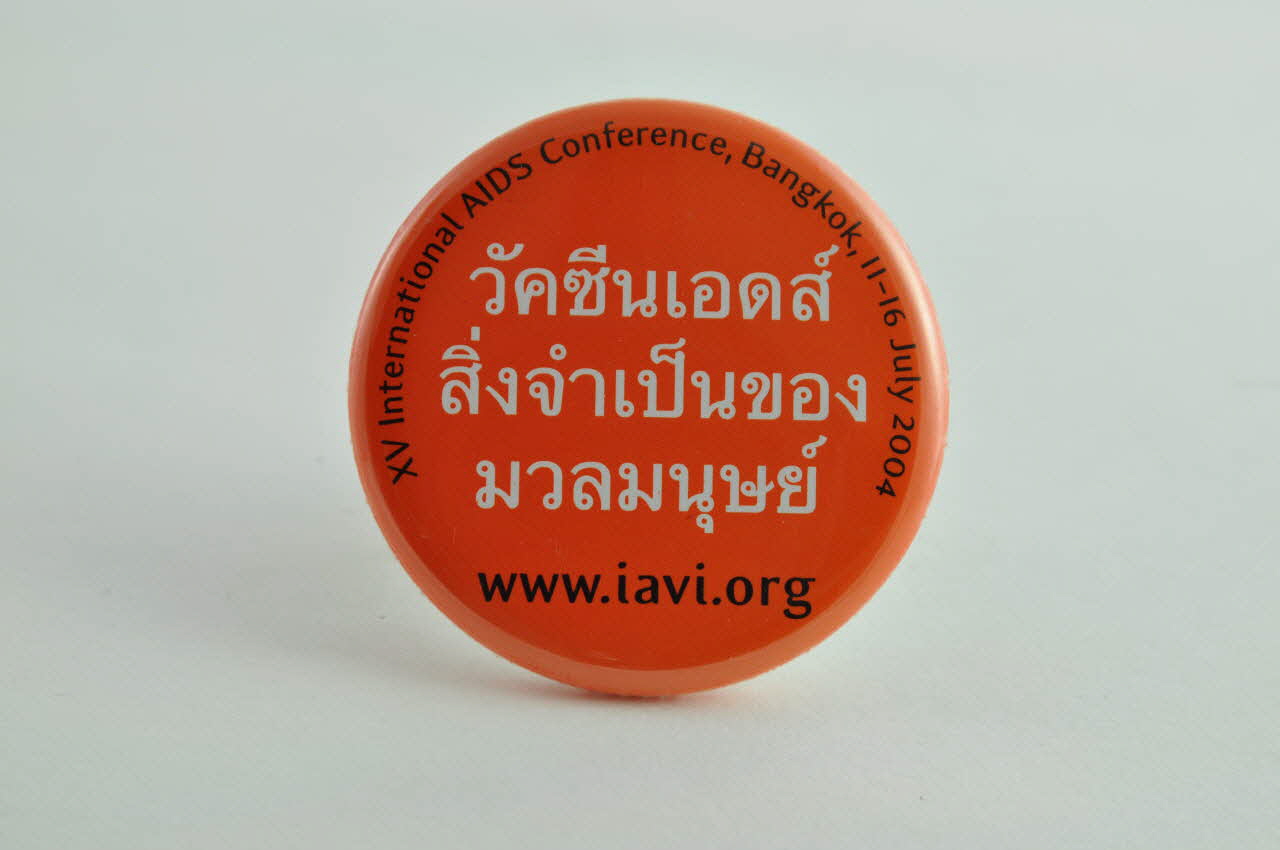 XV International AIDS Conference, Bangkok, 11-16 July 2004
วัคซีนเอดส์
สิ่งจำเป็นของ
มวลมนุษย์
www.iavi.org